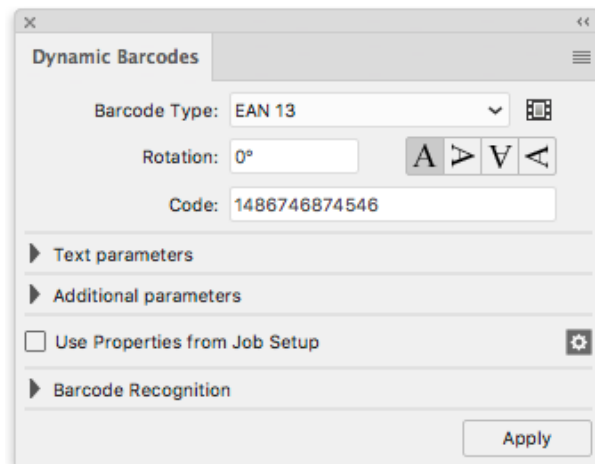 Dynamic Barcodes
Barcode Type: EAN 13
Rotation: 0° A A A A
Code: 1486746874546
Text parameters
Additional parameters
Use Properties from Job Setup
Barcode Recognition
Apply